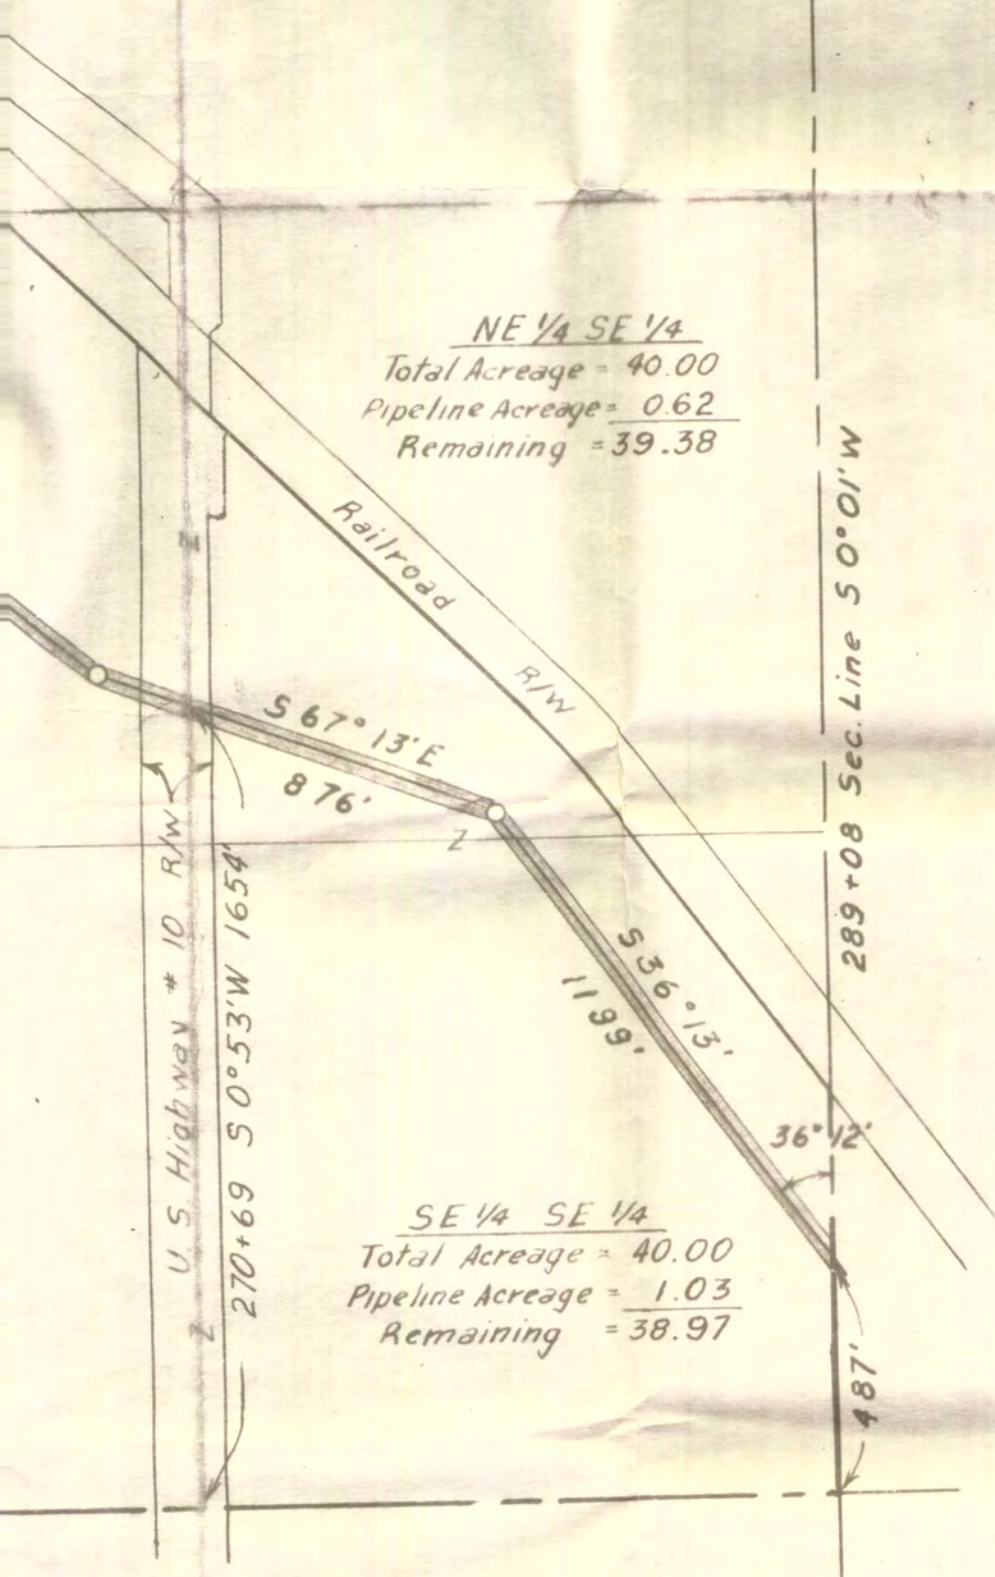 NE 1/4 SE 1/4
Total Acreage = 40.00
Pipeline Acreage = 0.62
Remaining = 39.38
Railroad R/W
289+08 Sec. Line S 0° 01' W
S 67° 13' E
876'
Z
Z
U S Highway # 10 R/W
270+69 S 0° 53' W 1654'
S 36° 13'
1199'
36° 12'
SE 1/4 SE 1/4
Total Acreage = 40.00
Pipeline Acreage = 1.03
Remaining = 38.97
Z
487'